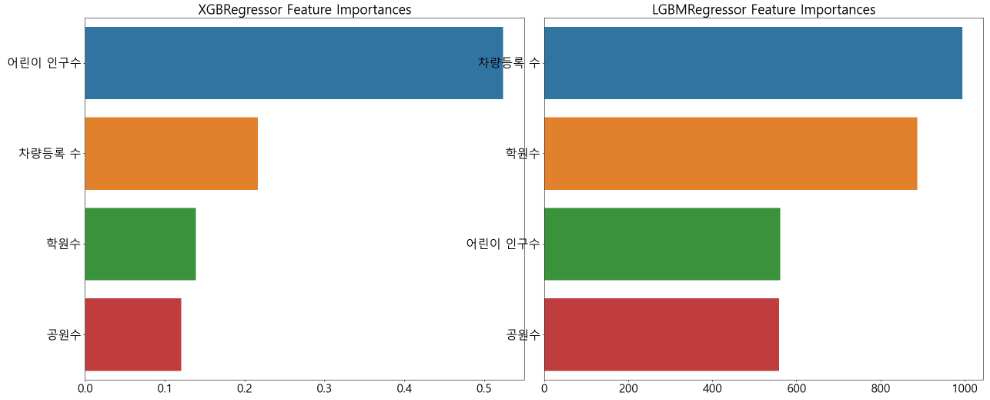 XGBRegressor Feature Importances
어린이 인구수
차량등록 수
학원수
공원수
0.0 0.1 0.2 0.3 0.4 0.5
LGBMRegressor Feature Importances
차량등록 수
학원수
어린이 인구수
공원수
0 200 400 600 800 1000